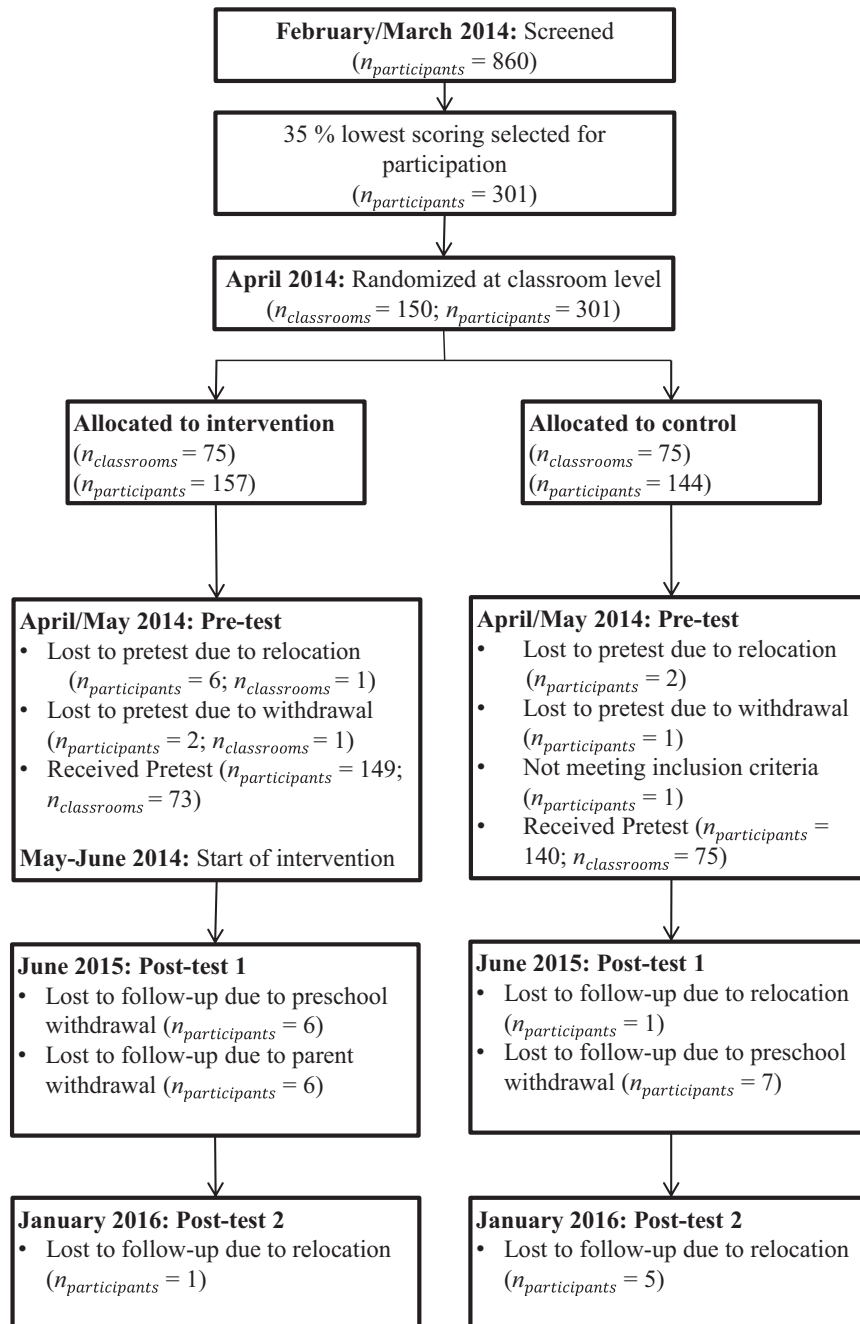 February/March 2014: Screened
(n_participants = 860)
35 % lowest scoring selected for
participation
(n_participants = 301)
April 2014: Randomized at classroom level
(n_classrooms = 150; n_participants = 301)
Allocated to intervention
(n_classrooms = 75)
(n_participants = 157)
Allocated to control
(n_classrooms = 75)
(n_participants = 144)
April/May 2014: Pre-test
• Lost to pretest due to relocation
(n_participants = 6; n_classrooms = 1)
• Lost to pretest due to withdrawal
(n_participants = 2; n_classrooms = 1)
• Received Pretest (n_participants = 149;
n_classrooms = 73)
May-June 2014: Start of intervention
April/May 2014: Pre-test
• Lost to pretest due to relocation
(n_participants = 2)
• Lost to pretest due to withdrawal
(n_participants = 1)
• Not meeting inclusion criteria
(n_participants = 1)
• Received Pretest (n_participants =
140; n_classrooms = 75)
June 2015: Post-test 1
• Lost to follow-up due to preschool
withdrawal (n_participants = 6)
• Lost to follow-up due to parent
withdrawal (n_participants = 6)
June 2015: Post-test 1
• Lost to follow-up due to relocation
(n_participants = 1)
• Lost to follow-up due to preschool
withdrawal (n_participants = 7)
January 2016: Post-test 2
• Lost to follow-up due to relocation
(n_participants = 1)
January 2016: Post-test 2
• Lost to follow-up due to relocation
(n_participants = 5)